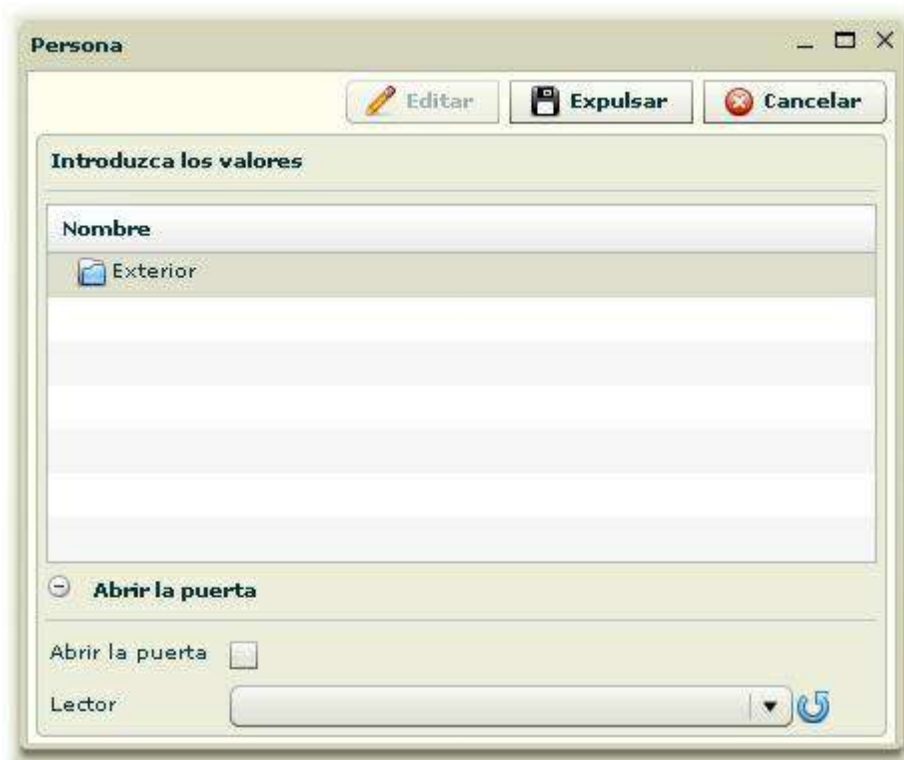 Persona
Editar Expulsar Cancelar
Introduzca los valores
Nombre
Exterior
Abrir la puerta
Abrir la puerta
Lector